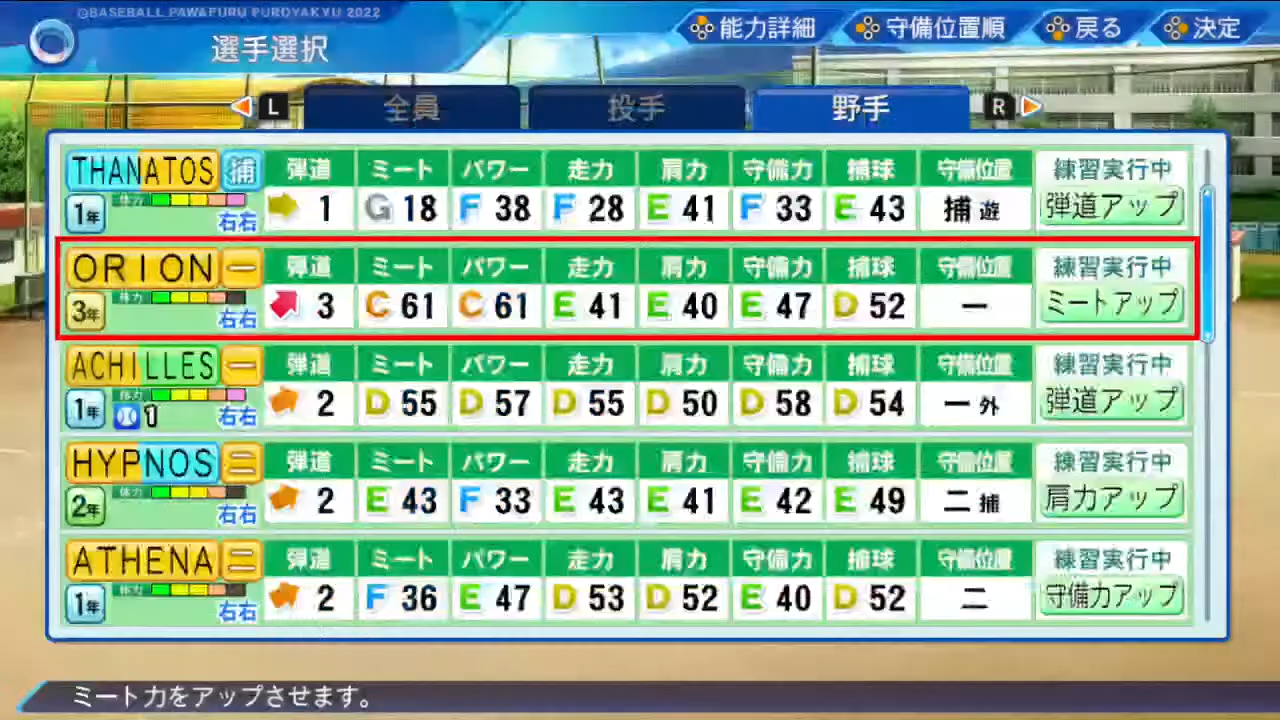 ©BASEBALL PAWAFURU PUROYAKYU 2022
選手選択
能力詳細 守備位置順 戻る 決定
L 全員 投手 野手 R
THANATOS 捕 弾道 ミート パワー 走力 肩力 守備力 捕球 守備位置 練習実行中
1年 体力 右右 1 G 18 F 38 F 28 E 41 F 33 E 43 捕 遊 弾道アップ
ORION 一 弾道 ミート パワー 走力 肩力 守備力 捕球 守備位置 練習実行中
3年 体力 右右 3 C 61 C 61 E 41 E 40 E 47 D 52 一 ミートアップ
ACHILLES 一 弾道 ミート パワー 走力 肩力 守備力 捕球 守備位置 練習実行中
1年 体力 1 右右 2 D 55 D 57 D 55 D 50 D 58 D 54 一 外 弾道アップ
HYPNOS 二 弾道 ミート パワー 走力 肩力 守備力 捕球 守備位置 練習実行中
2年 体力 右右 2 E 43 F 33 E 43 E 41 E 42 E 49 二 捕 肩力アップ
ATHENA 二 弾道 ミート パワー 走力 肩力 守備力 捕球 守備位置 練習実行中
1年 体力 右右 2 F 36 E 47 D 53 D 52 E 40 D 52 二 守備力アップ
ミート力をアップさせます。